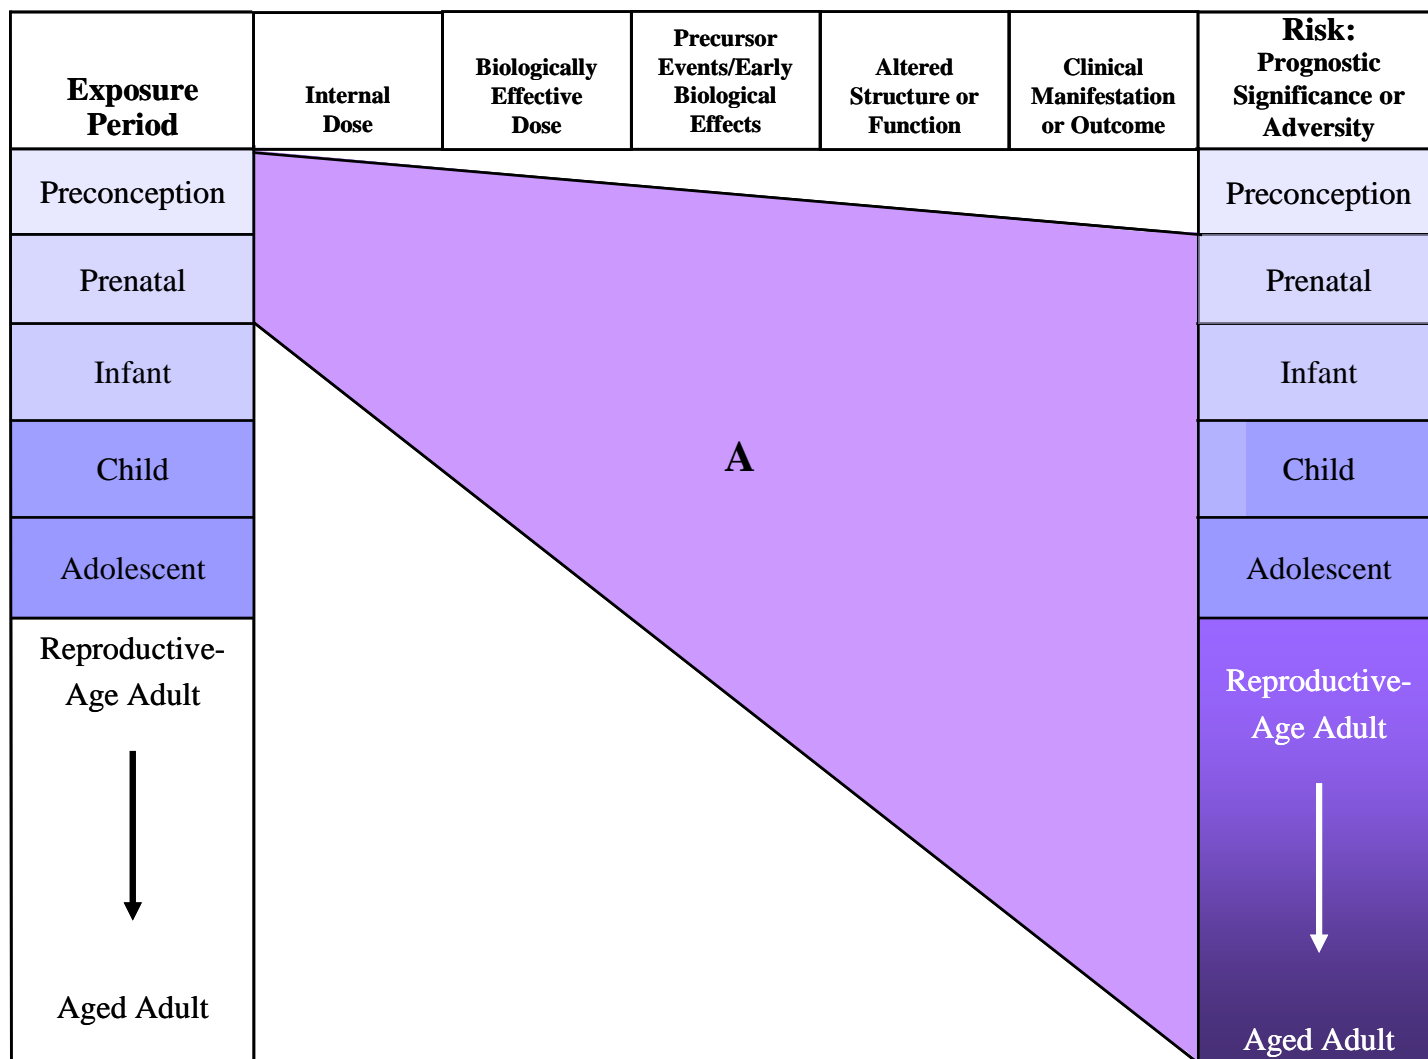 Exposure
Period
Internal
Dose
Biologically
Effective
Dose
Precursor
Events/Early
Biological
Effects
Altered
Structure or
Function
Clinical
Manifestation
or Outcome
Risk:
Prognostic
Significance or
Adversity
Preconception
Prenatal
Infant
Child
Adolescent
Reproductive-
Age Adult
Aged Adult
A
Preconception
Prenatal
Infant
Child
Adolescent
Reproductive-
Age Adult
Aged Adult